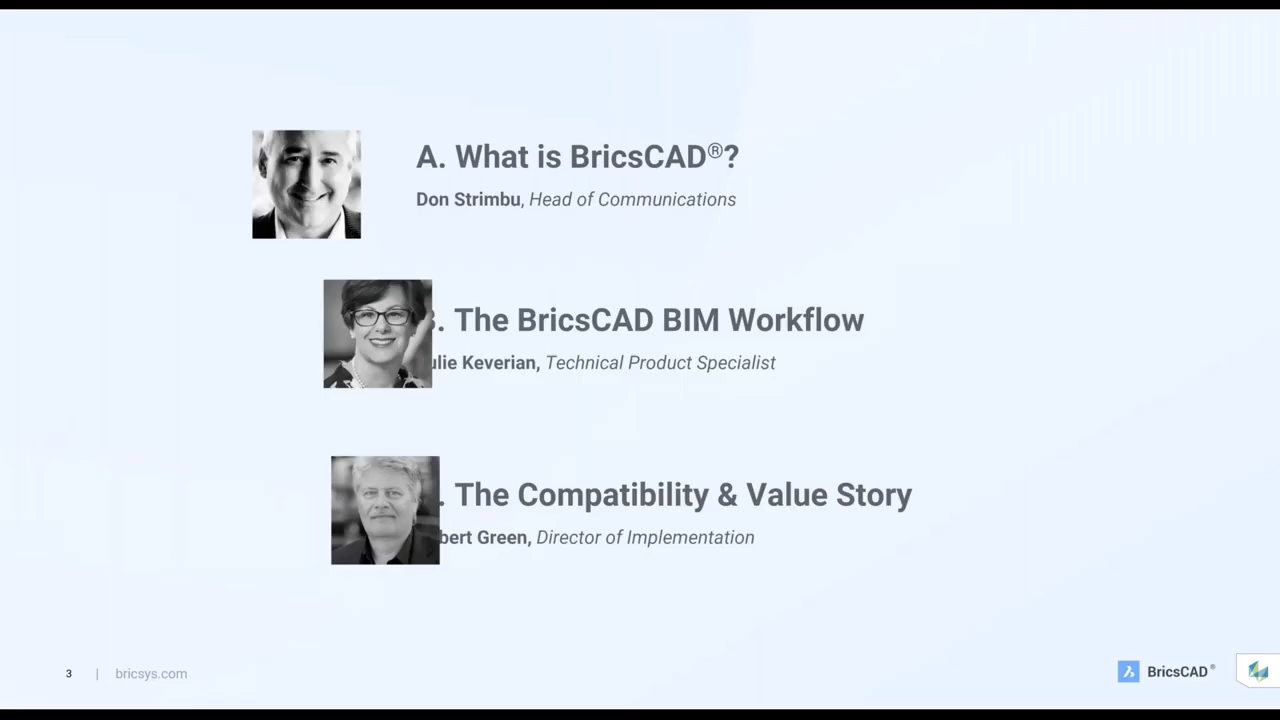 A. What is BricsCAD®?
Don Strimbu, Head of Communications
. The BricsCAD BIM Workflow
Keverian, Technical Product Specialist
. The Compatibility & Value Story
Green, Director of Implementation
3 | bricsys.com
BricsCAD®